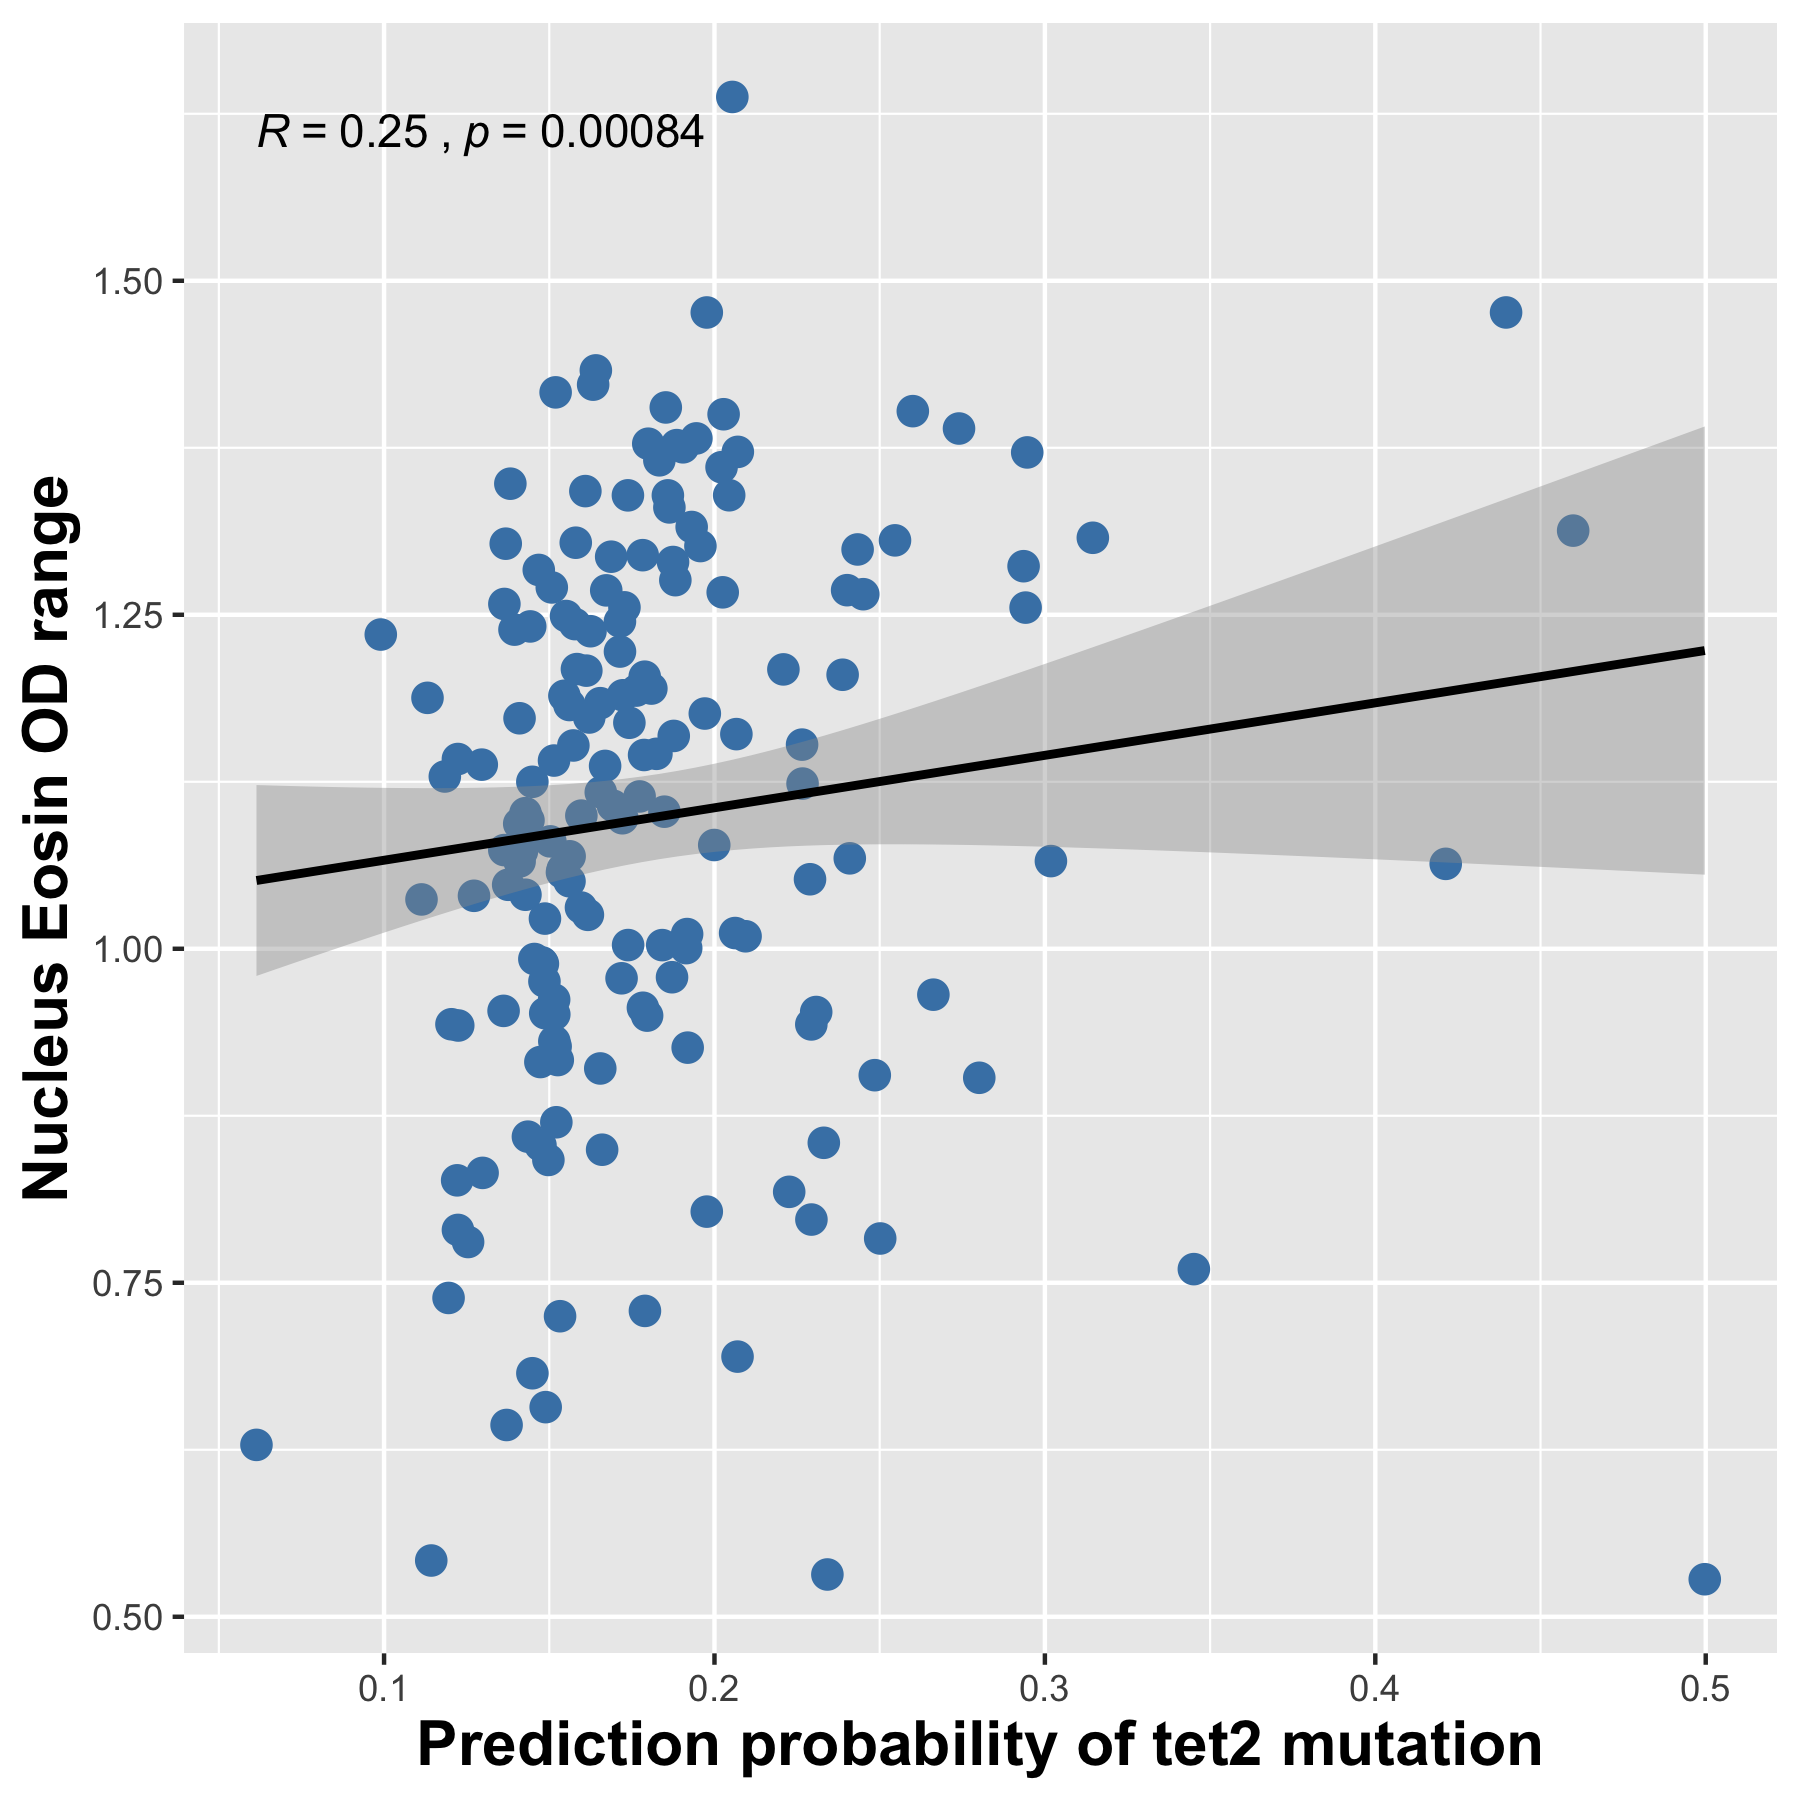 R = 0.25 , p = 0.00084
Nucleus Eosin OD range
1.50
1.25
1.00
0.75
0.50
0.1 0.2 0.3 0.4 0.5
Prediction probability of tet2 mutation